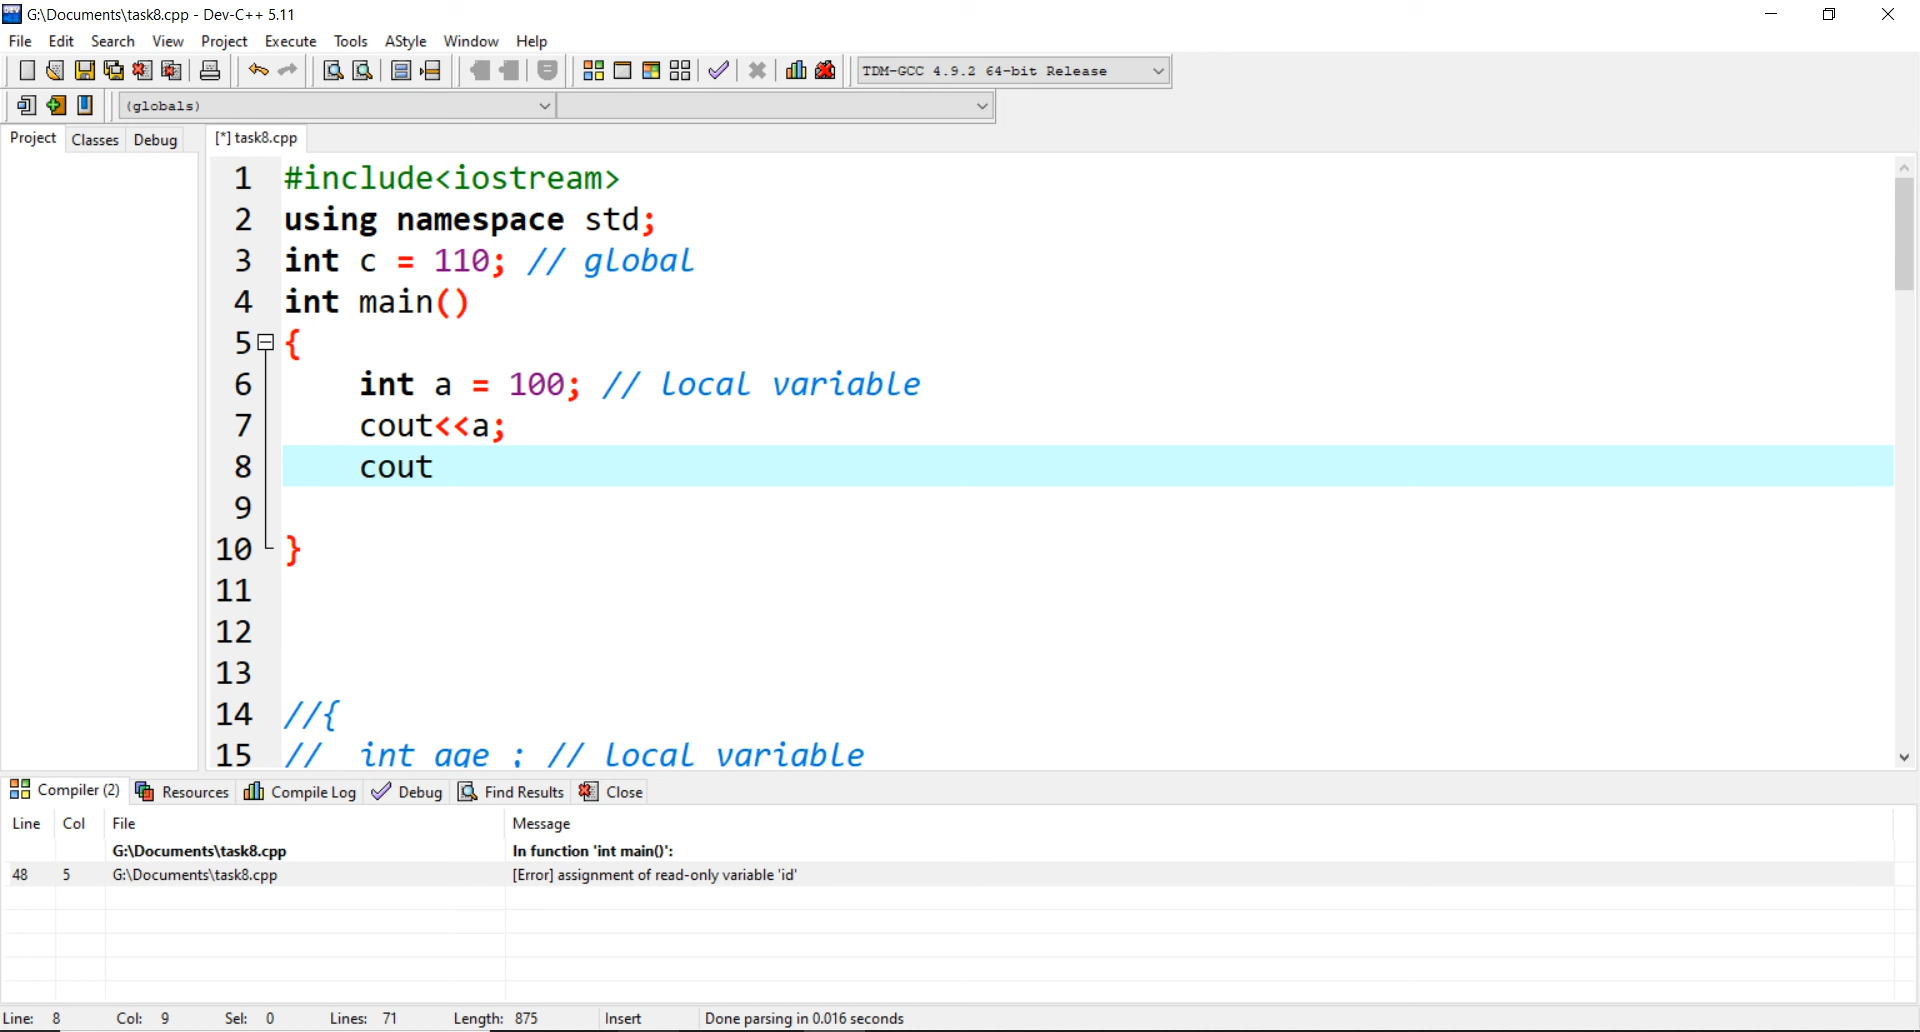 G:\Documents\task8.cpp - Dev-C++ 5.11
File Edit Search View Project Execute Tools AStyle Window Help
TDM-GCC 4.9.2 64-bit Release
(globals)
Project Classes Debug [*] task8.cpp
1 #include<iostream>
2 using namespace std;
3 int c = 110; // global
4 int main()
5 {
6 int a = 100; // local variable
7 cout<<a;
8 cout
9
10 }
11
12
13
14 //{
15 // int age ; // local variable
Compiler (2) Resources Compile Log Debug Find Results Close
Line Col File Message
G:\Documents\task8.cpp In function 'int main()':
48 5 G:\Documents\task8.cpp [Error] assignment of read-only variable 'id'
Line: 8 Col: 9 Sel: 0 Lines: 71 Length: 875 Insert Done parsing in 0.016 seconds